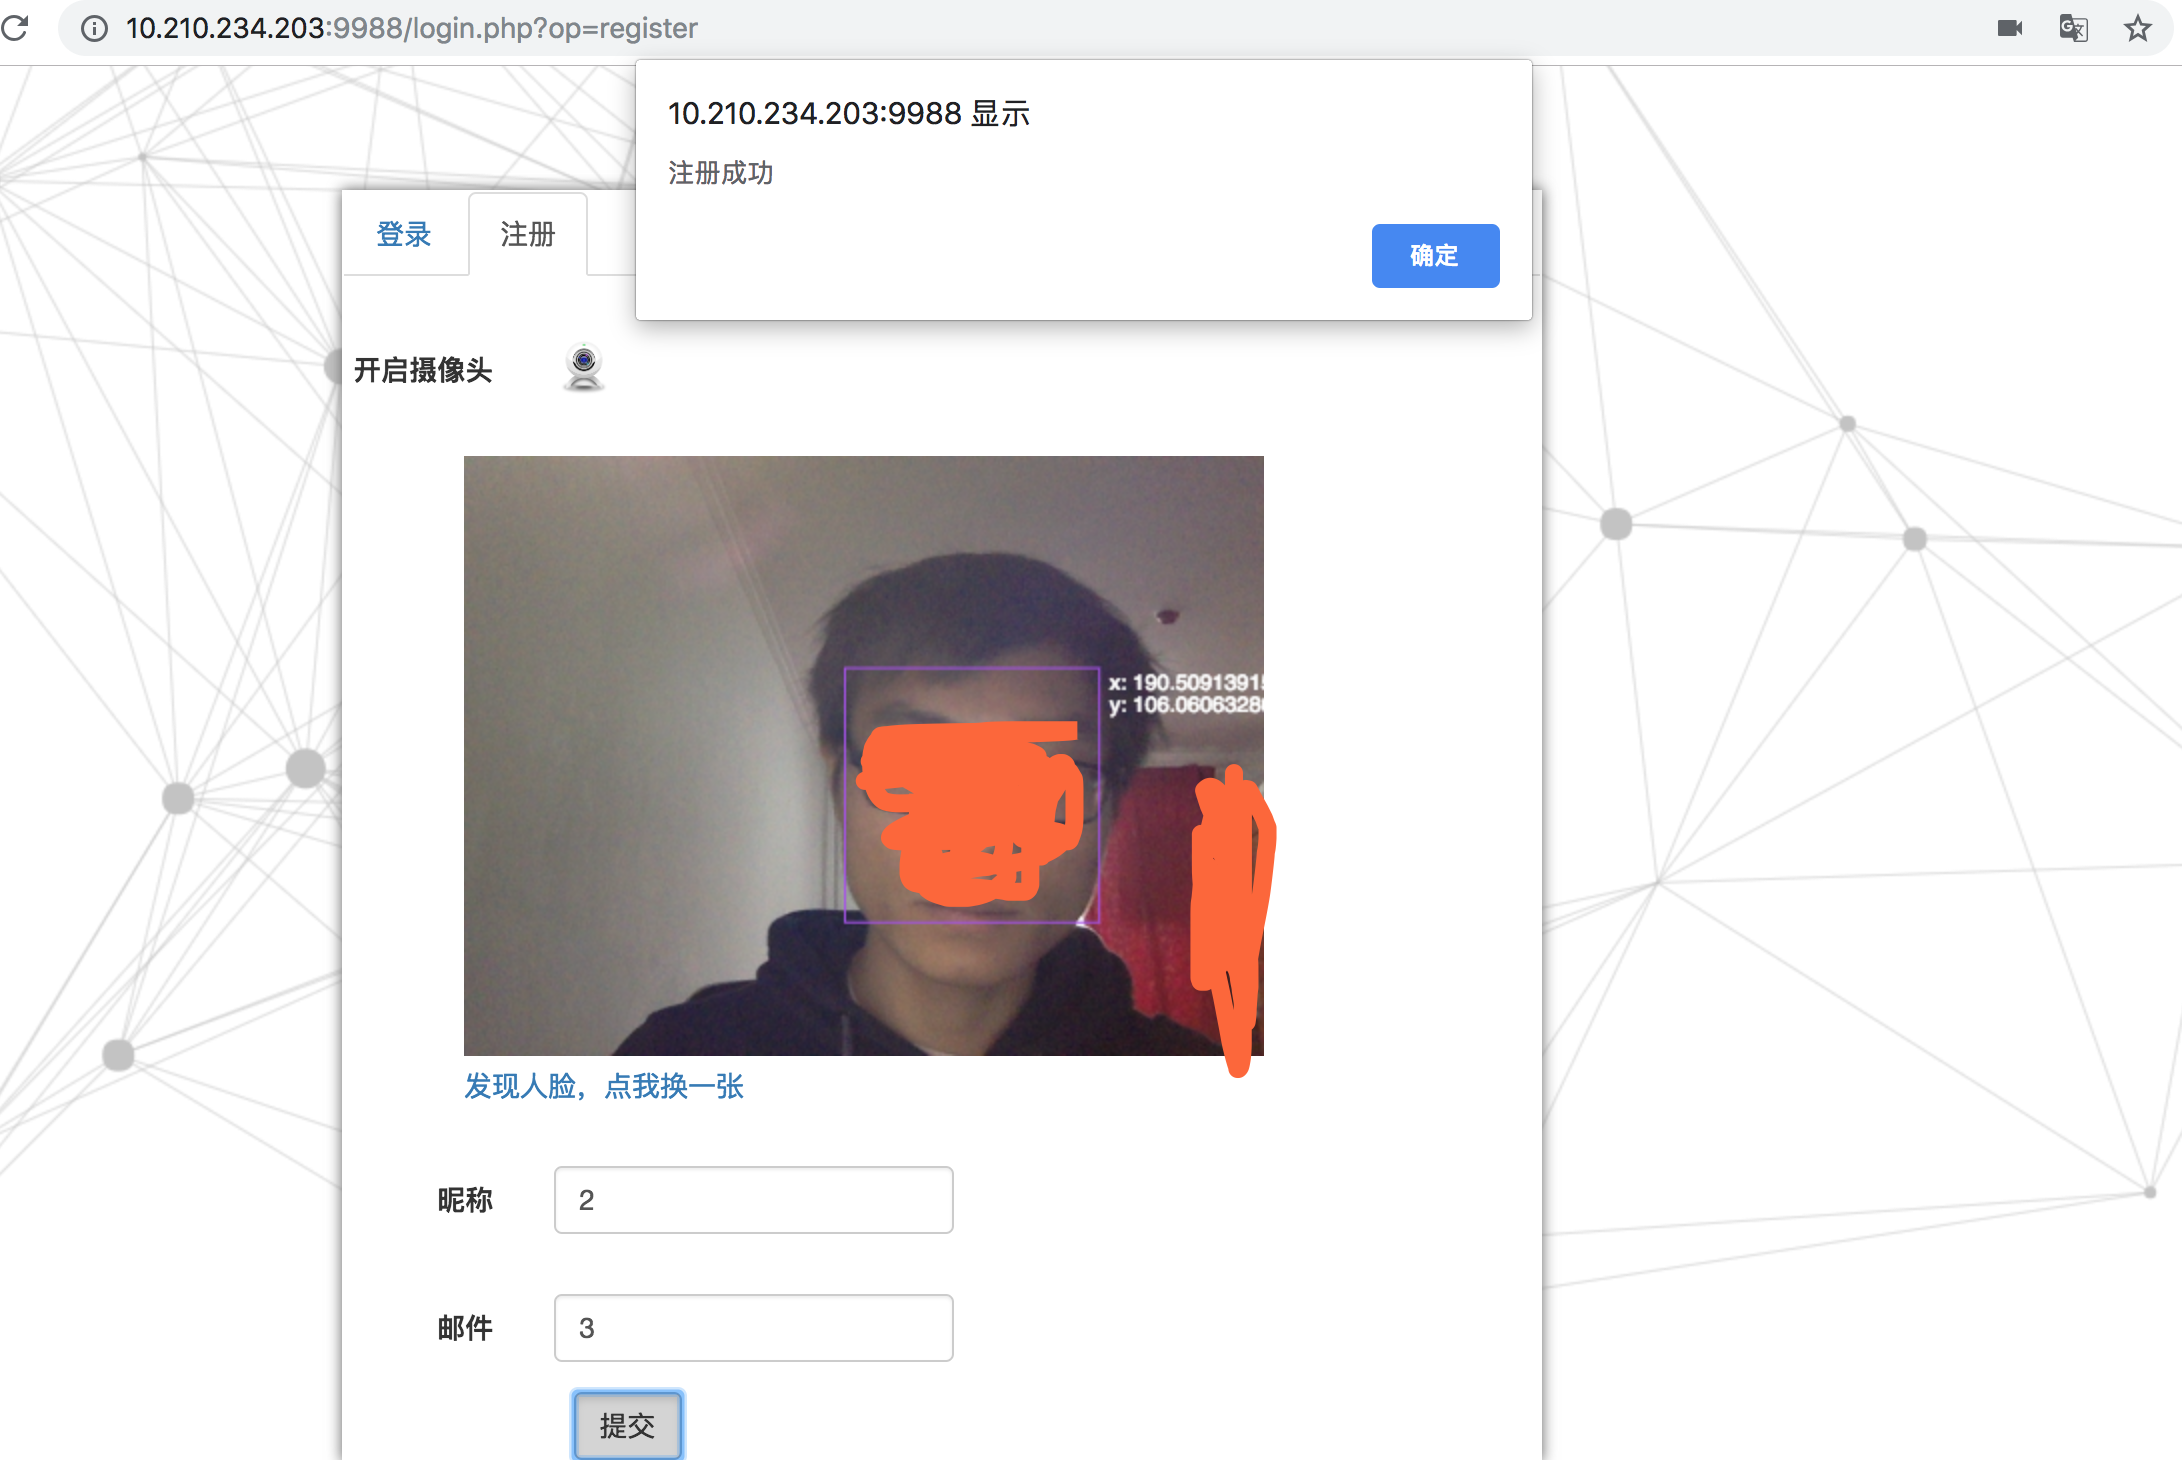 10.210.234.203:9988/login.php?op=register
10.210.234.203:9988 显示
注册成功
确定
登录
注册
开启摄像头
x: 190.50913915
y: 106.0606328
发现人脸，点我换一张
昵称
2
邮件
3
提交